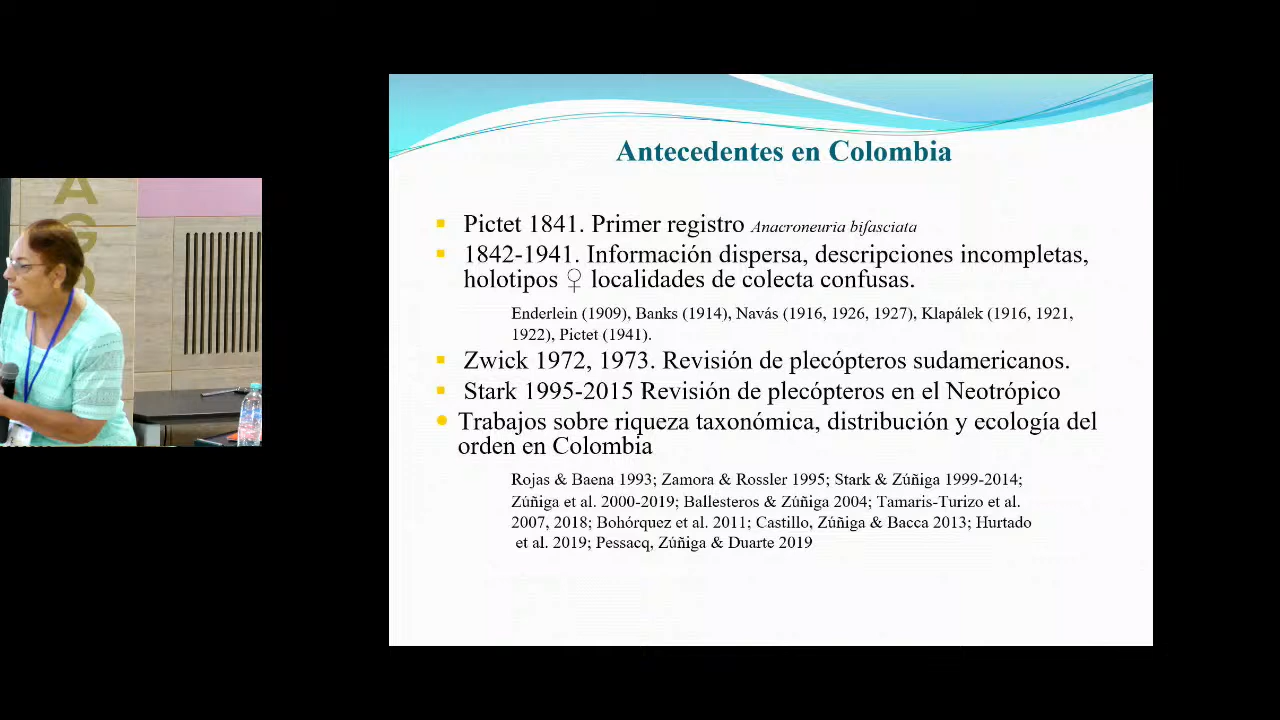 AGO
Antecedentes en Colombia
Pictet 1841. Primer registro Anacroneuria bifasciata
1842-1941. Información dispersa, descripciones incompletas,
holotipos ♀ localidades de colecta confusas.
Enderlein (1909), Banks (1914), Navás (1916, 1926, 1927), Klapálek (1916, 1921,
1922), Pictet (1941).
Zwick 1972, 1973. Revisión de plecópteros sudamericanos.
Stark 1995-2015 Revisión de plecópteros en el Neotrópico
Trabajos sobre riqueza taxonómica, distribución y ecología del
orden en Colombia
Rojas & Baena 1993; Zamora & Rossler 1995; Stark & Zúñiga 1999-2014;
Zúñiga et al. 2000-2019; Ballesteros & Zúñiga 2004; Tamaris-Turizo et al.
2007, 2018; Bohórquez et al. 2011; Castillo, Zúñiga & Bacca 2013; Hurtado
et al. 2019; Pessacq, Zúñiga & Duarte 2019